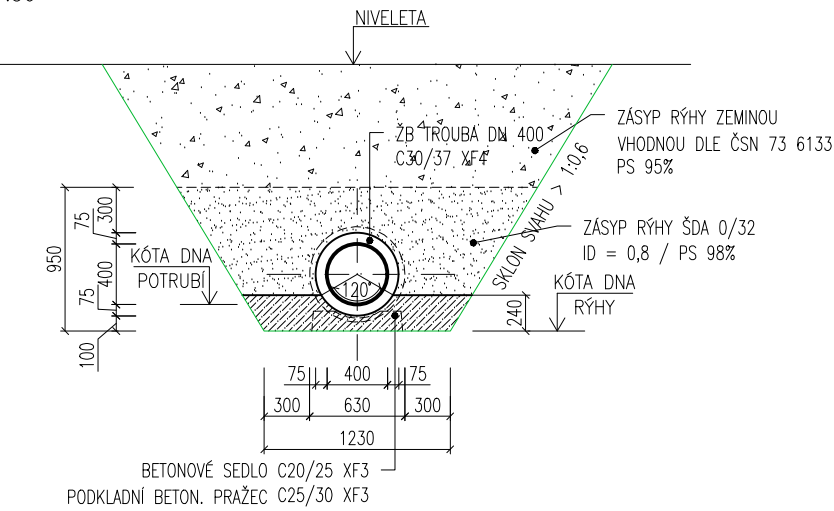 NIVELETA
ŽB TROUBA DN 400
C30/37 XF4
ZÁSYP RÝHY ZEMINOU
VHODNOU DLE ČSN 73 6133
PS 95%
SKLON SVAHU > 1:0,6
ZÁSYP RÝHY ŠDA 0/32
ID = 0,8 / PS 98%
950
300
75
400
75
100
KÓTA DNA
POTRUBÍ
120°
KÓTA DNA
RÝHY
240
75 400 75
300 630 300
1230
BETONOVÉ SEDLO C20/25 XF3
PODKLADNÍ BETON. PRAŽEC C25/30 XF3